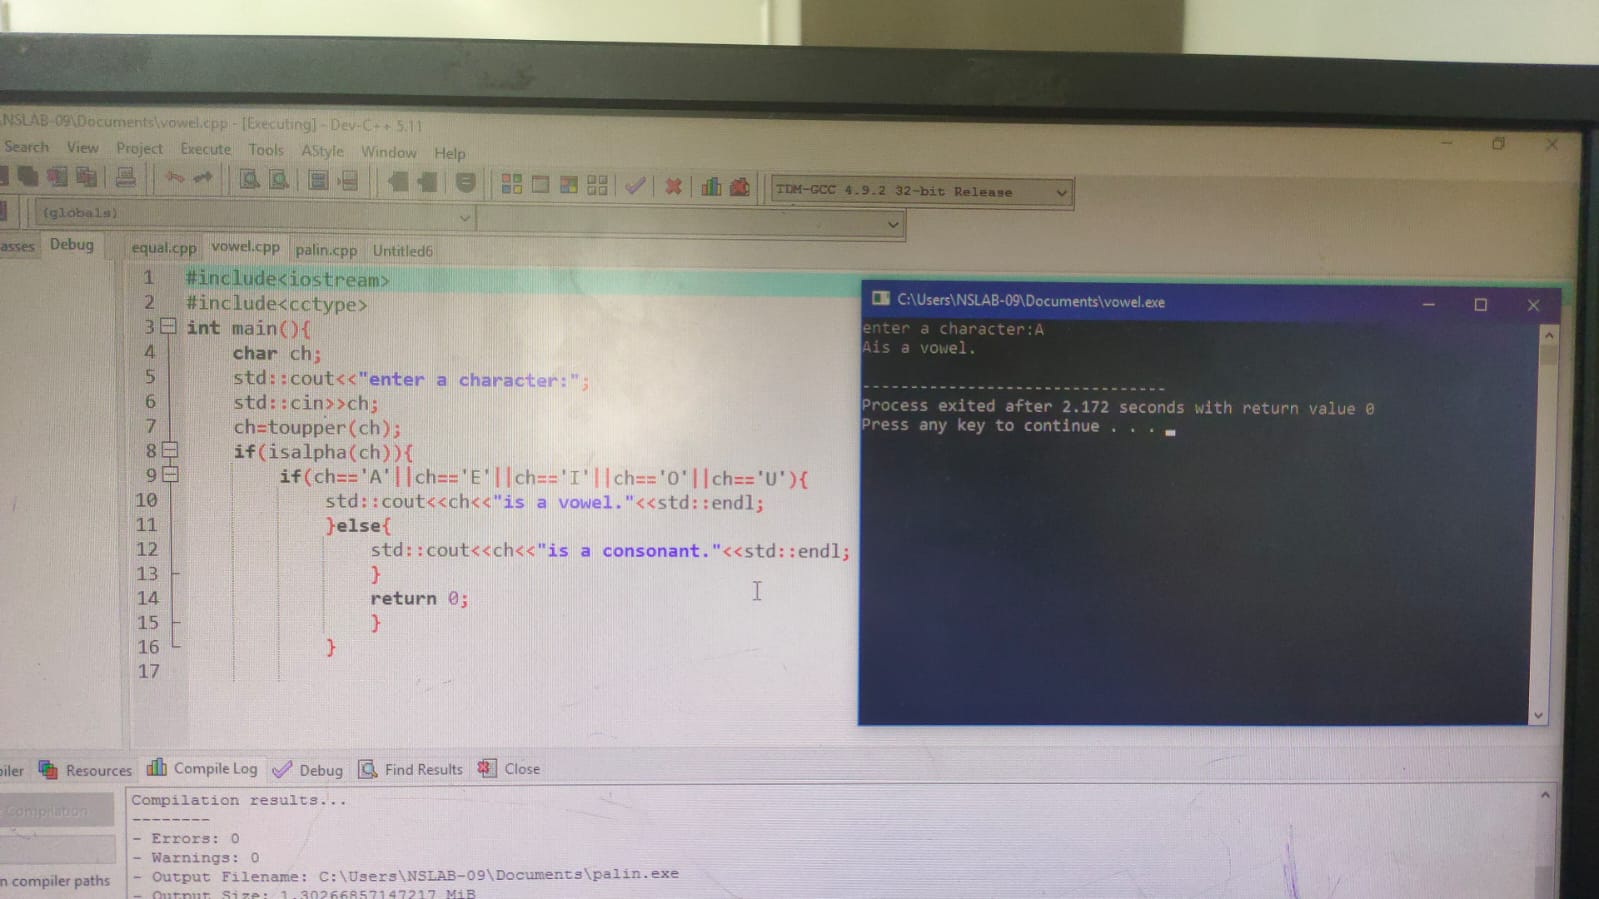 NSLAB-09\Documents\vowel.cpp - [Executing] - Dev-C++ 5.11
Search View Project Execute Tools AStyle Window Help
TDM-GCC 4.9.2 32-bit Release
(globals)
asses Debug equal.cpp vowel.cpp palin.cpp Untitled6
1 #include<iostream>
2 #include<cctype>
3 int main(){
4 char ch;
5 std::cout<<"enter a character:";
6 std::cin>>ch;
7 ch=toupper(ch);
8 if(isalpha(ch)){
9 if(ch=='A'||ch=='E'||ch=='I'||ch=='O'||ch=='U'){
10 std::cout<<ch<<"is a vowel."<<std::endl;
11 }else{
12 std::cout<<ch<<"is a consonant."<<std::endl;
13 }
14 return 0;
15 }
16 }
17
C:\Users\NSLAB-09\Documents\vowel.exe
enter a character:A
Ais a vowel.
--------------------------------
Process exited after 2.172 seconds with return value 0
Press any key to continue . . .
piler Resources Compile Log Debug Find Results Close
Compilation results...
--------
- Errors: 0
- Warnings: 0
- Output Filename: C:\Users\NSLAB-09\Documents\palin.exe
- Output Size: 1.30266857147217 MiB
Compilation
n compiler paths